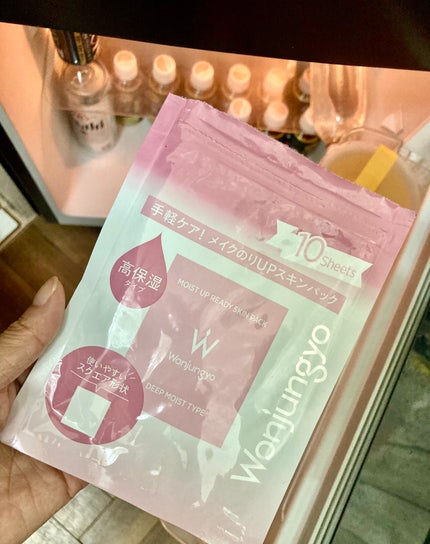 手軽ケア！メイクのりUPスキンパック
10 Sheets
高保湿
タイプ
MOIST UP READY SKIN PACK
W
Wonjungyo
DEEP MOIST TYPE
使いやすい
スクエア形状
Wonjungyo